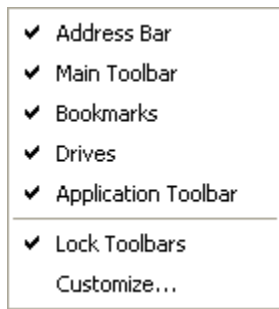 Address Bar
Main Toolbar
Bookmarks
Drives
Application Toolbar
Lock Toolbars
Customize...